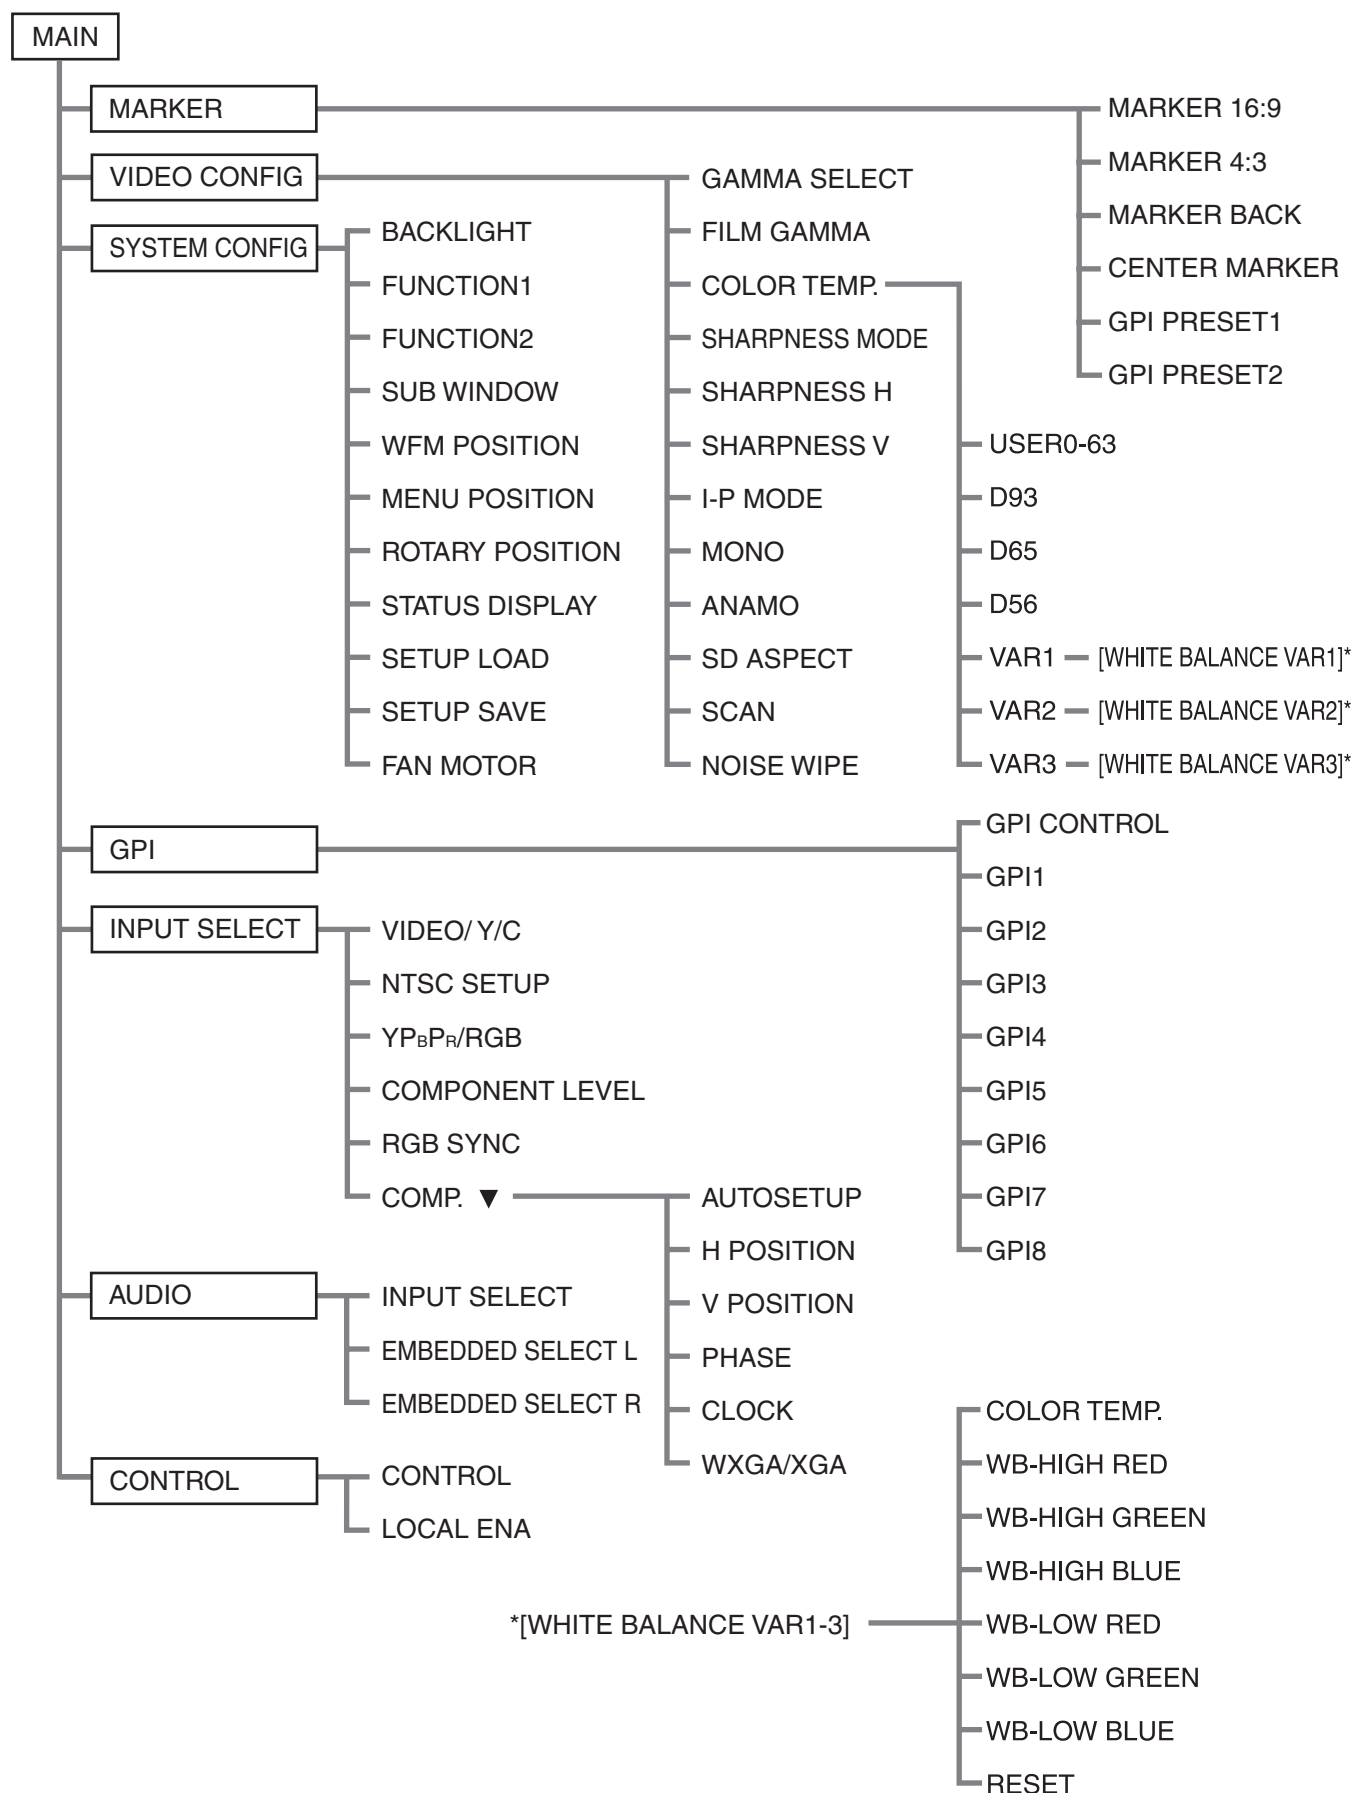 MAIN
MARKER
MARKER 16:9
MARKER 4:3
MARKER BACK
CENTER MARKER
GPI PRESET1
GPI PRESET2
VIDEO CONFIG
GAMMA SELECT
FILM GAMMA
COLOR TEMP.
SHARPNESS MODE
SHARPNESS H
SHARPNESS V
I-P MODE
MONO
ANAMO
SD ASPECT
SCAN
NOISE WIPE
USER0-63
D93
D65
D56
VAR1 [WHITE BALANCE VAR1]*
VAR2 [WHITE BALANCE VAR2]*
VAR3 [WHITE BALANCE VAR3]*
SYSTEM CONFIG
BACKLIGHT
FUNCTION1
FUNCTION2
SUB WINDOW
WFM POSITION
MENU POSITION
ROTARY POSITION
STATUS DISPLAY
SETUP LOAD
SETUP SAVE
FAN MOTOR
GPI
GPI CONTROL
GPI1
GPI2
GPI3
GPI4
GPI5
GPI6
GPI7
GPI8
INPUT SELECT
VIDEO/ Y/C
NTSC SETUP
YPBPR/RGB
COMPONENT LEVEL
RGB SYNC
COMP. ▼
AUTOSETUP
H POSITION
V POSITION
PHASE
CLOCK
WXGA/XGA
AUDIO
INPUT SELECT
EMBEDDED SELECT L
EMBEDDED SELECT R
CONTROL
CONTROL
LOCAL ENA
*[WHITE BALANCE VAR1-3]
COLOR TEMP.
WB-HIGH RED
WB-HIGH GREEN
WB-HIGH BLUE
WB-LOW RED
WB-LOW GREEN
WB-LOW BLUE
RESET